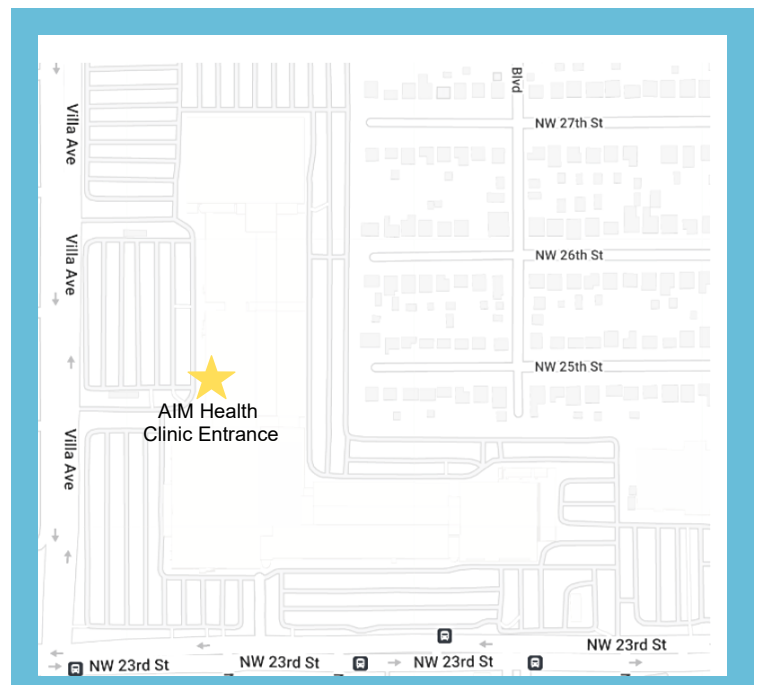 Blvd
Villa Ave
NW 27th St
Villa Ave
NW 26th St
NW 25th St
AIM Health
Clinic Entrance
Villa Ave
NW 23rd St
NW 23rd St
NW 23rd St
NW 23rd St